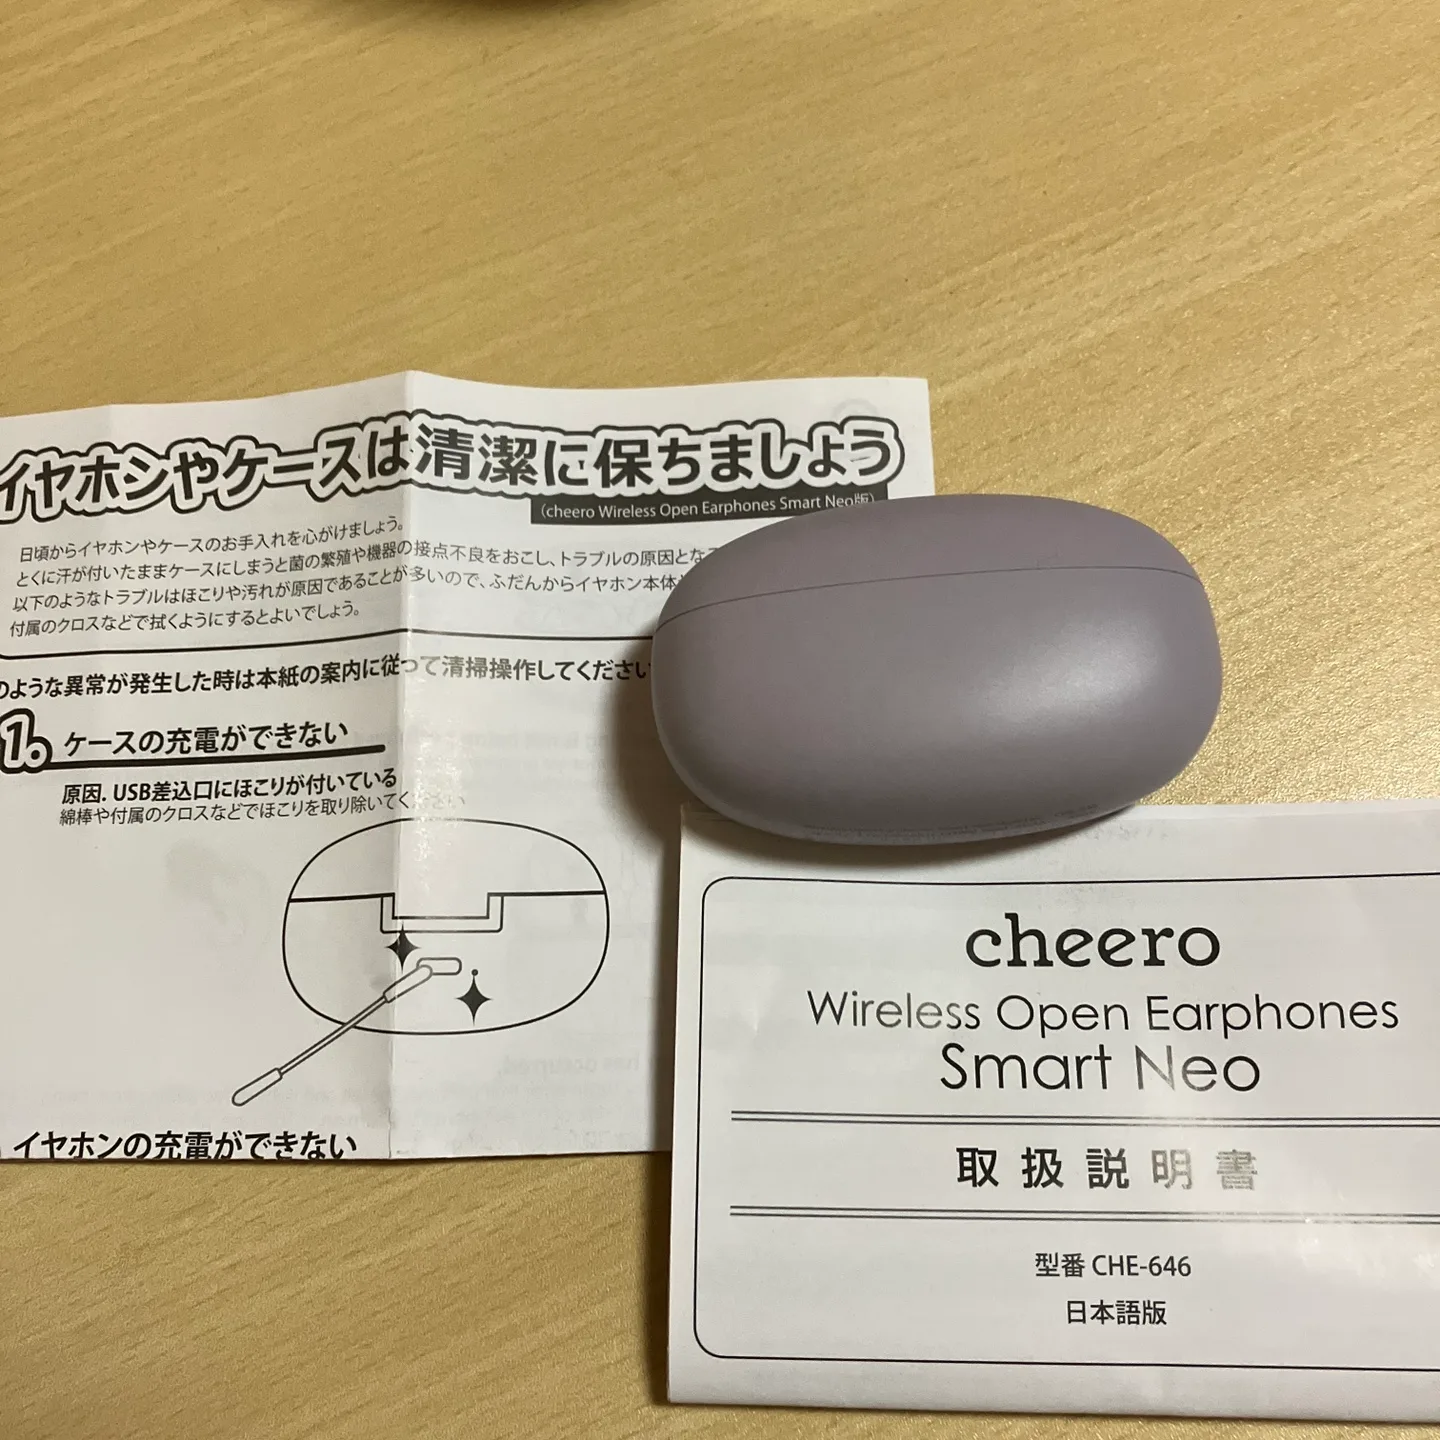 イヤホンやケースは清潔に保ちましょう
(cheero Wireless Open Earphones Smart Neo版)
日頃からイヤホンやケースのお手入れを心がけましょう。
とくに汗が付いたままケースにしまうと菌の繁殖や機器の接点不良をおこし、トラブルの原因とな
以下のようなトラブルはほこりや汚れが原因であることが多いので、ふだんからイヤホン本体
付属のクロスなどで拭くようにするとよいでしょう。
のような異常が発生した時は本紙の案内に従って清掃操作してください
1. ケースの充電ができない
原因. USB差込口にほこりが付いている
綿棒や付属のクロスなどでほこりを取り除いてください
イヤホンの充電ができない
cheero
Wireless Open Earphones
Smart Neo
取扱説明書
型番 CHE-646
日本語版